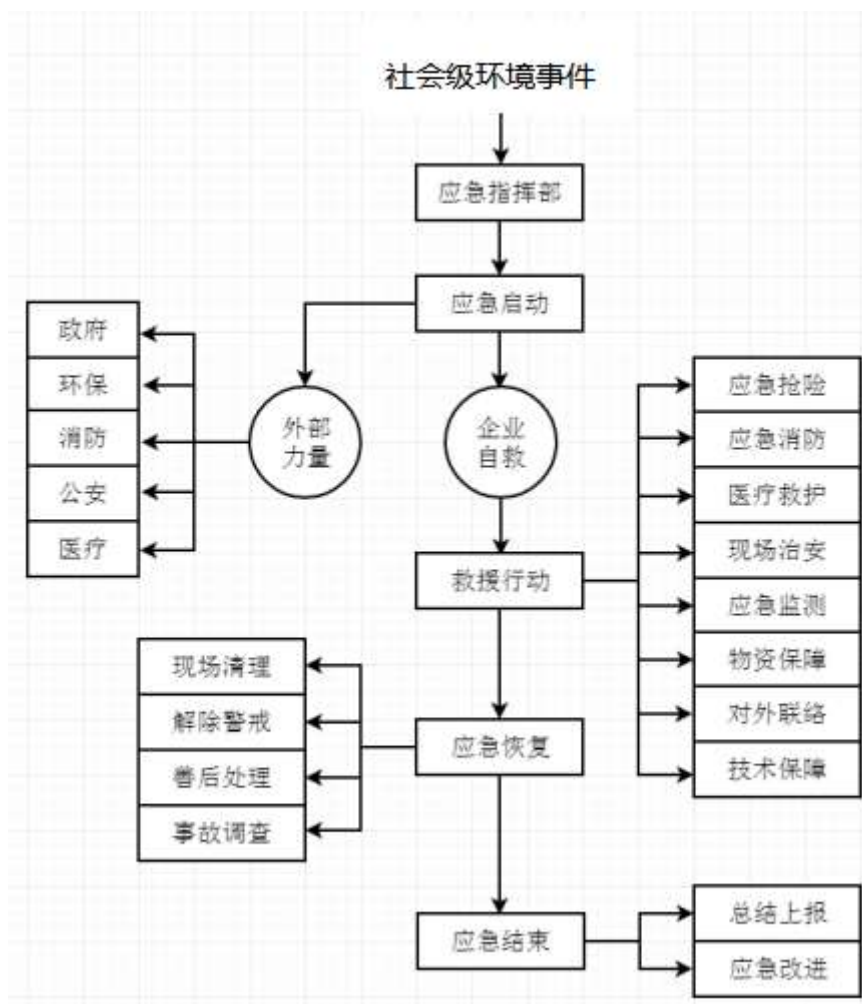 社会级环境事件
应急指挥部
应急启动
政府
环保
消防
公安
医疗
外部
力量
企业
自救
应急抢险
应急消防
医疗救护
现场治安
应急监测
物资保障
对外联络
技术保障
救援行动
现场清理
解除警戒
善后处理
事故调查
应急恢复
应急结束
总结上报
应急改进